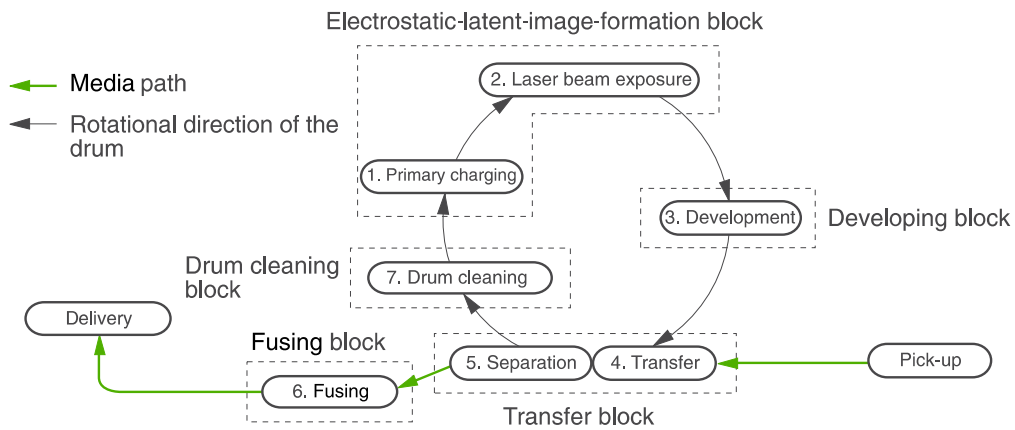 Electrostatic-latent-image-formation block
Media path
Rotational direction of the
drum
2. Laser beam exposure
1. Primary charging
3. Development
Developing block
Drum cleaning
block
7. Drum cleaning
Delivery
Fusing block
5. Separation
4. Transfer
Pick-up
6. Fusing
Transfer block